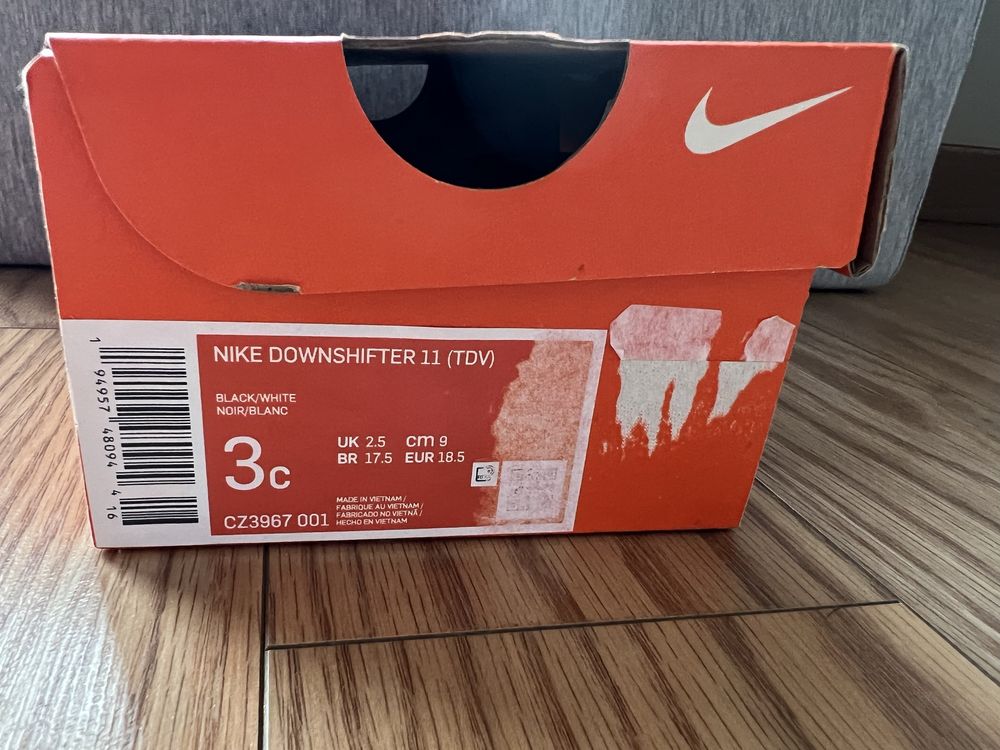 NIKE DOWNSHIFTER 11 (TDV)
BLACK/WHITE
NOIR/BLANC
3C
UK 2.5 cm 9
BR 17.5 EUR 18.5
MADE IN VIETNAM /
FABRIQUE AU VIETNAM /
FABRICADO NO VIETNÃ /
HECHO EN VIETNAM
CZ3967 001
1 94957 48094 4 16